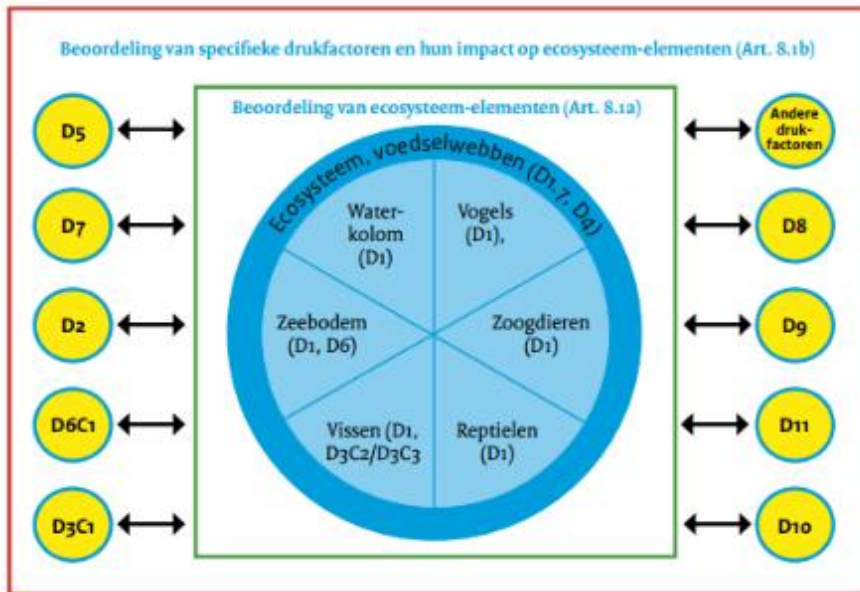 Beoordeling van specifieke drukfactoren en hun impact op ecosysteem-elementen (Art. 8.1b)
Beoordeling van ecosysteem-elementen (Art. 8.1a)
D5
D7
D2
D6C1
D3C1
Ecosysteem, voedselwebben (D1.7, D4)
Water-
kolom
(D1)
Vogels
(D1),
Zeebodem
(D1, D6)
Zoogdieren
(D1)
Vissen (D1,
D3C2/D3C3
Reptielen
(D1)
Andere
druk-
factoren
D8
D9
D11
D10